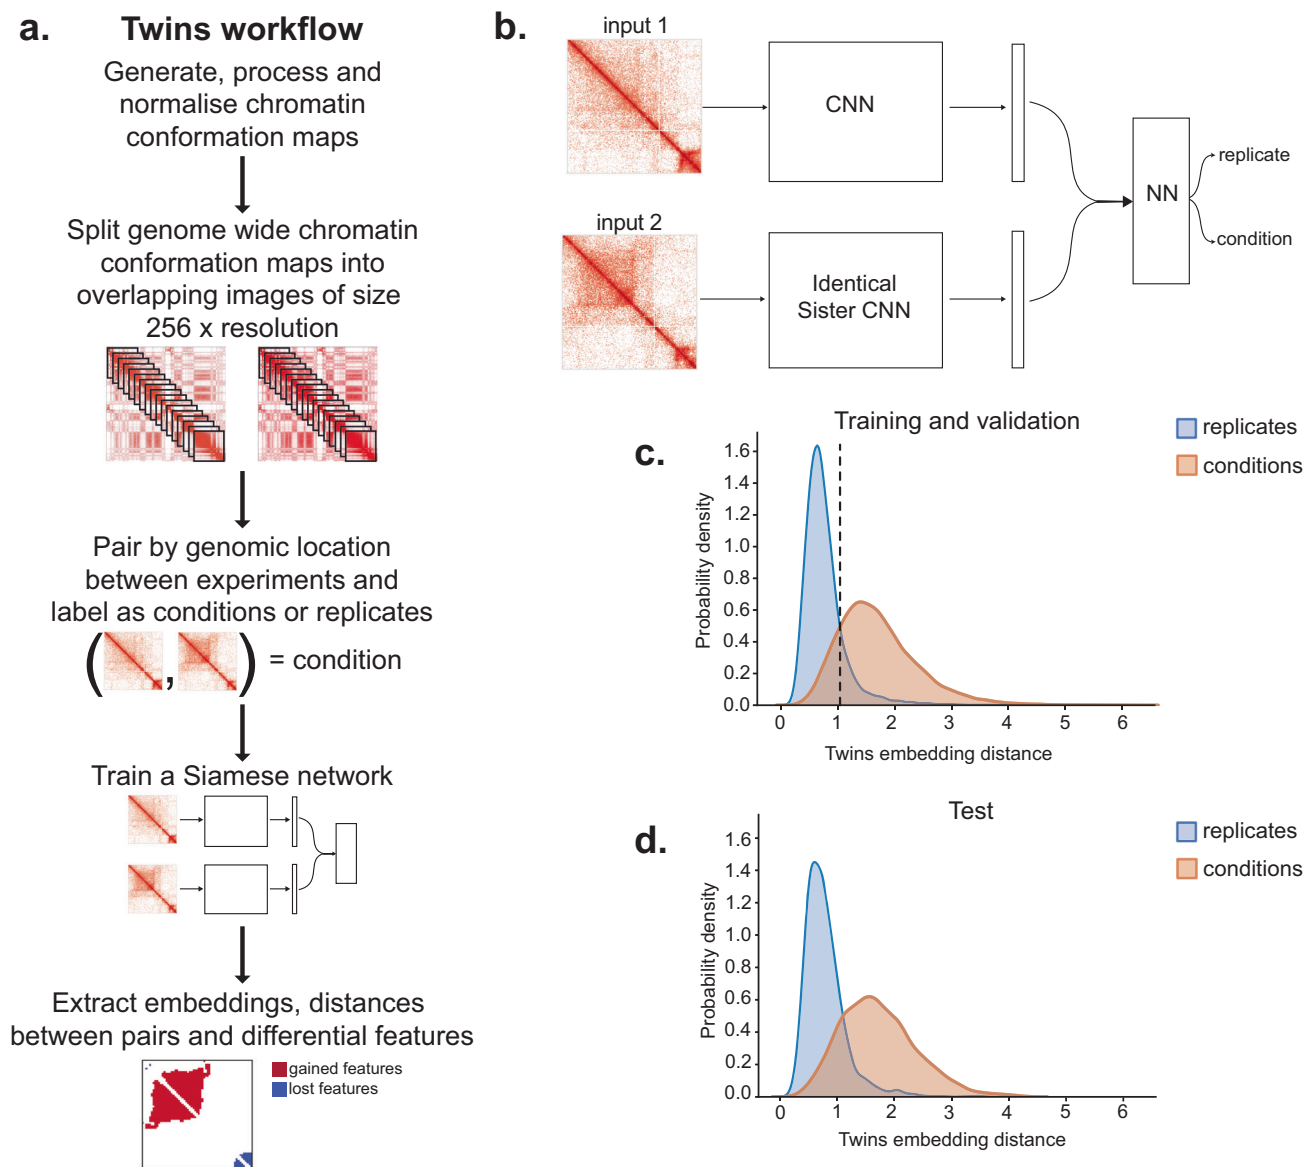 a.
Twins workflow
Generate, process and
normalise chromatin
conformation maps
Split genome wide chromatin
conformation maps into
overlapping images of size
256 x resolution
Pair by genomic location
between experiments and
label as conditions or replicates
( , ) = condition
Train a Siamese network
Extract embeddings, distances
between pairs and differential features
gained features
lost features
b.
input 1
CNN
input 2
Identical
Sister CNN
NN
replicate
condition
c.
Training and validation
replicates
conditions
Probability density
1.6
1.4
1.2
1.0
0.8
0.6
0.4
0.2
0.0
0 1 2 3 4 5 6
Twins embedding distance
d.
Test
replicates
conditions
Probability density
1.6
1.4
1.2
1.0
0.8
0.6
0.4
0.2
0.0
0 1 2 3 4 5 6
Twins embedding distance